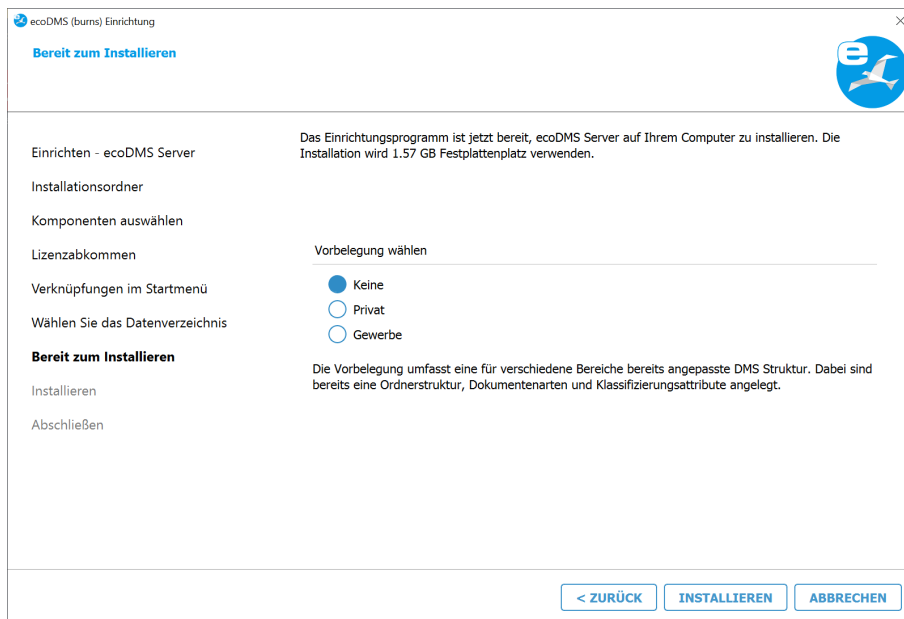 ecoDMS (burns) Einrichtung
Bereit zum Installieren
e
Einrichten - ecoDMS Server
Installationsordner
Komponenten auswählen
Lizenzabkommen
Verknüpfungen im Startmenü
Wählen Sie das Datenverzeichnis
Bereit zum Installieren
Installieren
Abschließen
Das Einrichtungsprogramm ist jetzt bereit, ecoDMS Server auf Ihrem Computer zu installieren. Die
Installation wird 1.57 GB Festplattenplatz verwenden.
Vorbelegung wählen
Keine
Privat
Gewerbe
Die Vorbelegung umfasst eine für verschiedene Bereiche bereits angepasste DMS Struktur. Dabei sind
bereits eine Ordnerstruktur, Dokumentenarten und Klassifizierungsattribute angelegt.
< ZURÜCK
INSTALLIEREN
ABBRECHEN